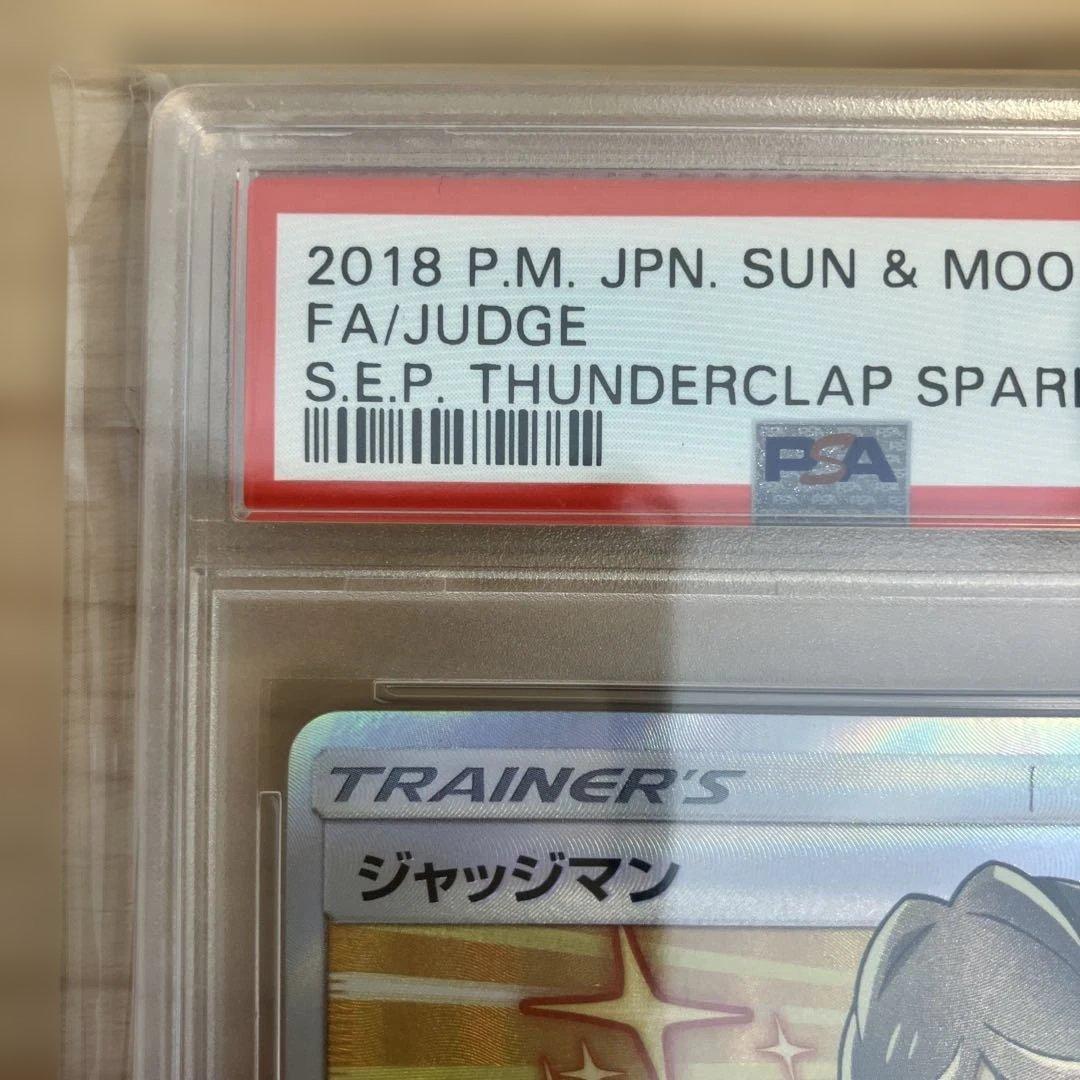 2018 P.M. JPN. SUN & MOO
FA/JUDGE
S.E.P. THUNDERCLAP SPAR
PSA
TRAINER'S
ジャッジマン